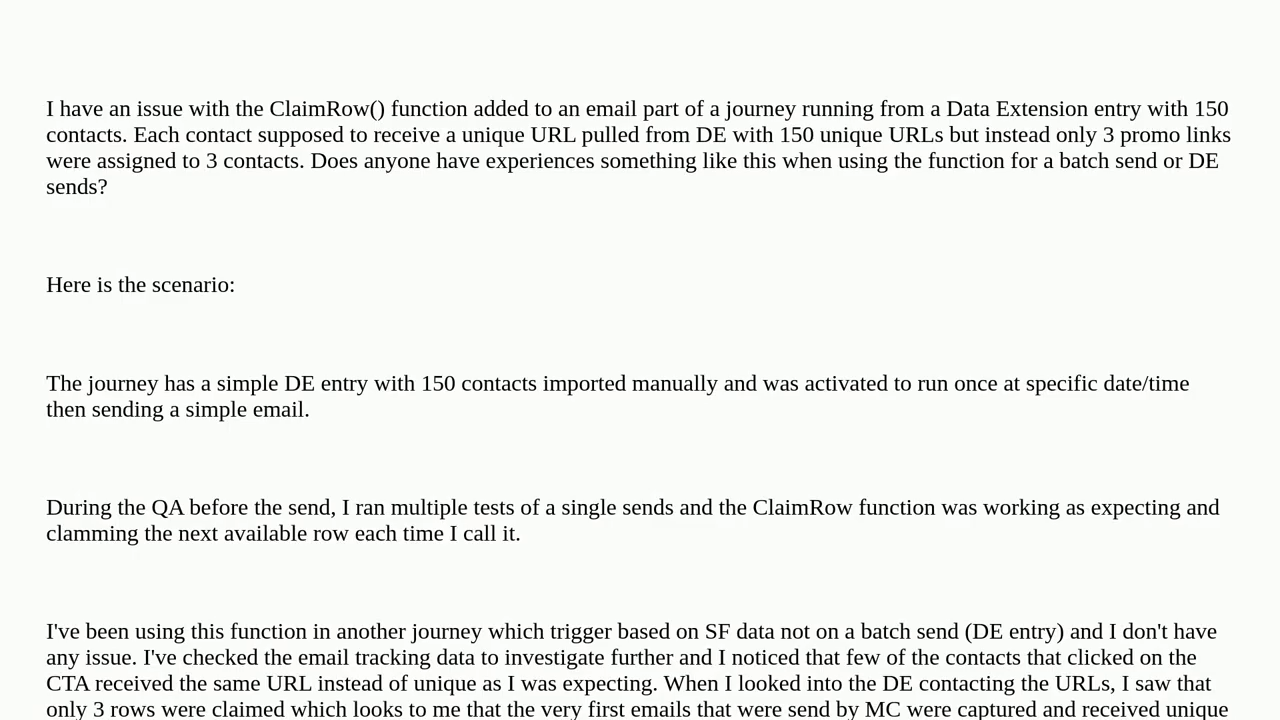 I have an issue with the ClaimRow() function added to an email part of a journey running from a Data Extension entry with 150
contacts. Each contact supposed to receive a unique URL pulled from DE with 150 unique URLs but instead only 3 promo links
were assigned to 3 contacts. Does anyone have experiences something like this when using the function for a batch send or DE
sends?
Here is the scenario:
The journey has a simple DE entry with 150 contacts imported manually and was activated to run once at specific date/time
then sending a simple email.
During the QA before the send, I ran multiple tests of a single sends and the ClaimRow function was working as expecting and
clamming the next available row each time I call it.
I've been using this function in another journey which trigger based on SF data not on a batch send (DE entry) and I don't have
any issue. I've checked the email tracking data to investigate further and I noticed that few of the contacts that clicked on the
CTA received the same URL instead of unique as I was expecting. When I looked into the DE contacting the URLs, I saw that
only 3 rows were claimed which looks to me that the very first emails that were send by MC were captured and received unique